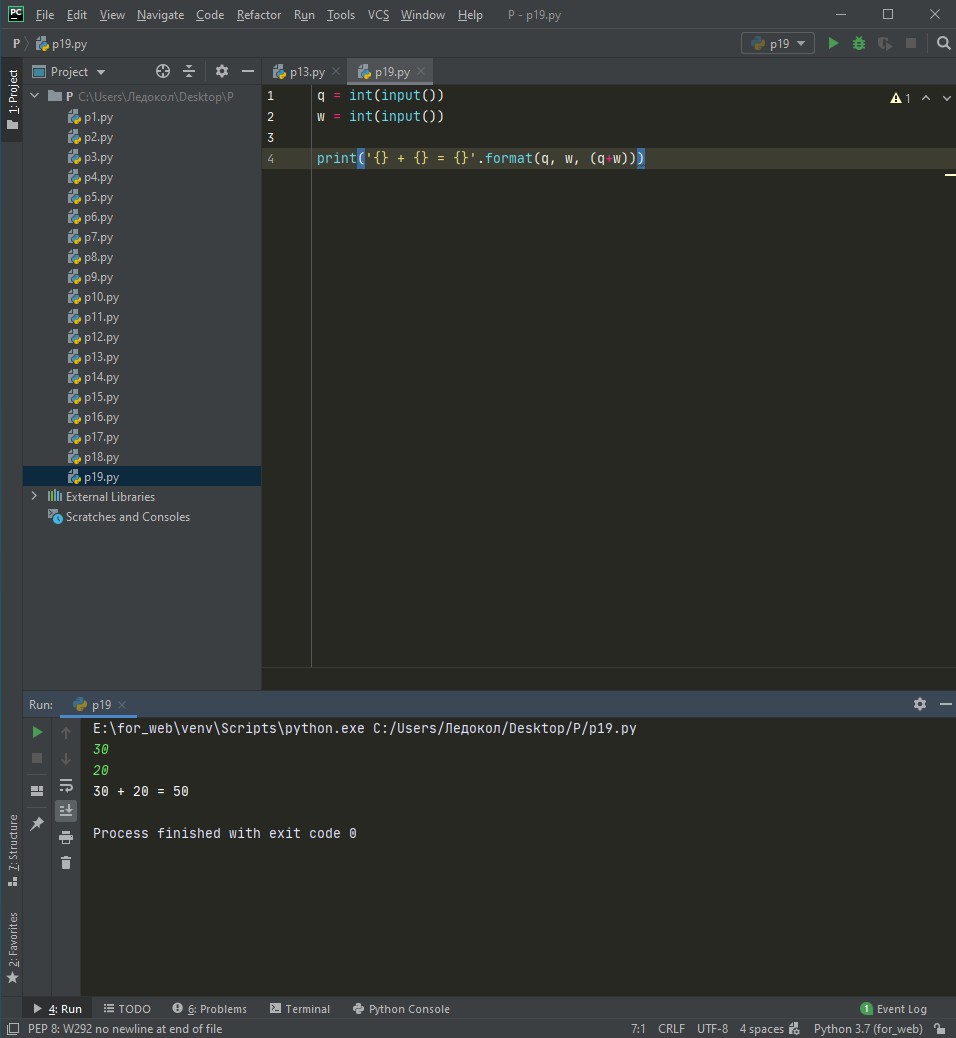 PC File Edit View Navigate Code Refactor Run Tools VCS Window Help P - p19.py
P p19.py p19
1: Project
Project
p13.py p19.py
P C:\Users\Ледокол\Desktop\P
p1.py
p2.py
p3.py
p4.py
p5.py
p6.py
p7.py
p8.py
p9.py
p10.py
p11.py
p12.py
p13.py
p14.py
p15.py
p16.py
p17.py
p18.py
p19.py
External Libraries
Scratches and Consoles
1 q = int(input())
2 w = int(input())
3
4 print('{} + {} = {}'.format(q, w, (q+w)))
1
Run: p19
E:\for_web\venv\Scripts\python.exe C:/Users/Ледокол/Desktop/P/p19.py
30
20
30 + 20 = 50
Process finished with exit code 0
7: Structure
2: Favorites
4: Run TODO 6: Problems Terminal Python Console 1 Event Log
PEP 8: W292 no newline at end of file 7:1 CRLF UTF-8 4 spaces Python 3.7 (for_web)